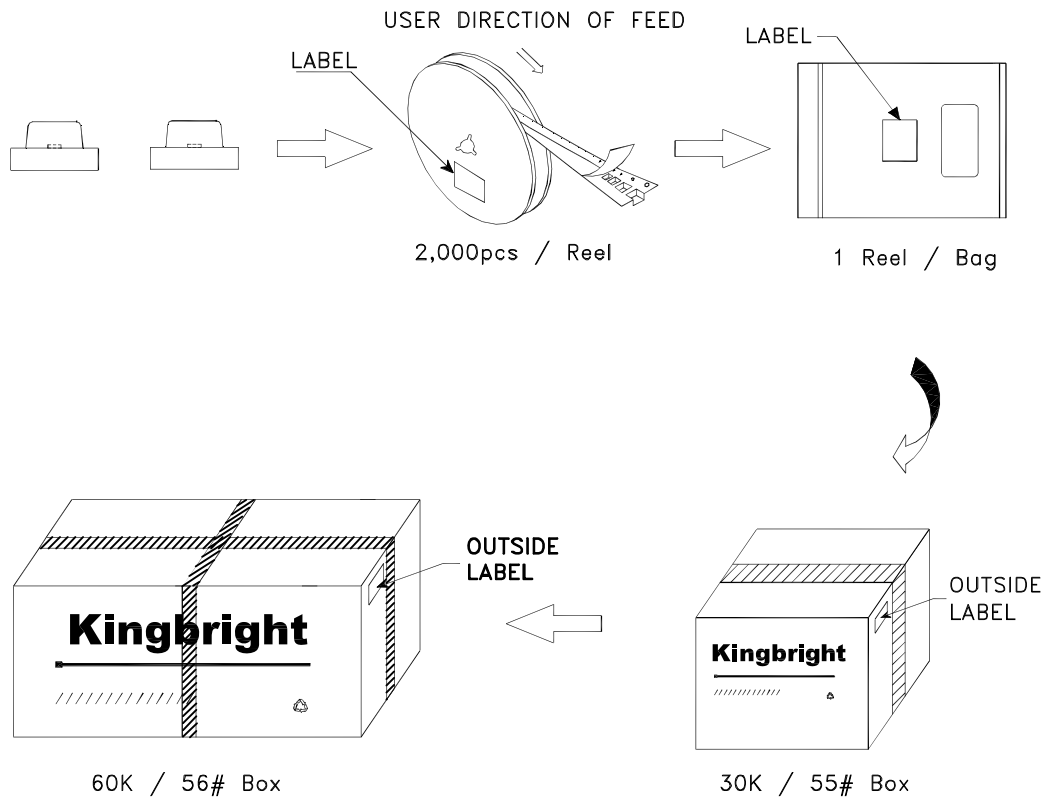 USER DIRECTION OF FEED
LABEL
LABEL
2,000pcs / Reel
1 Reel / Bag
OUTSIDE
LABEL
OUTSIDE
LABEL
Kingbright
Kingbright
60K / 56# Box
30K / 55# Box